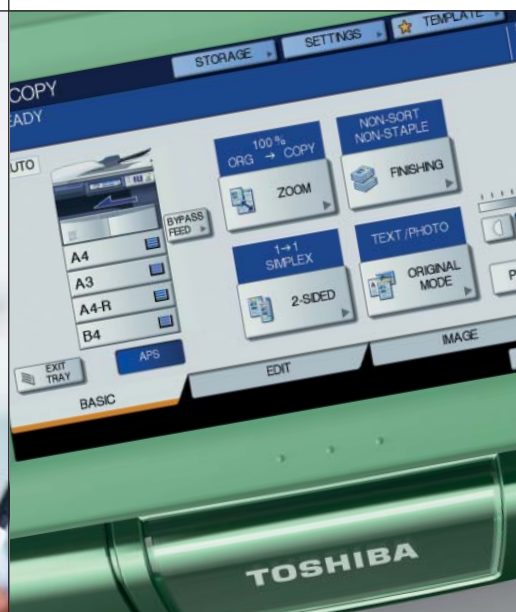 COPY
STORAGE
SETTINGS
TEMPLATE
EADY
UTO
100 %
ORG → COPY
ZOOM
NON-SORT
NON-STAPLE
FINISHING
BYPASS
FEED
A4
A3
A4-R
B4
1→1
SIMPLEX
2-SIDED
TEXT/PHOTO
ORIGINAL
MODE
P
EXIT
TRAY
APS
BASIC
EDIT
IMAGE
TOSHIBA